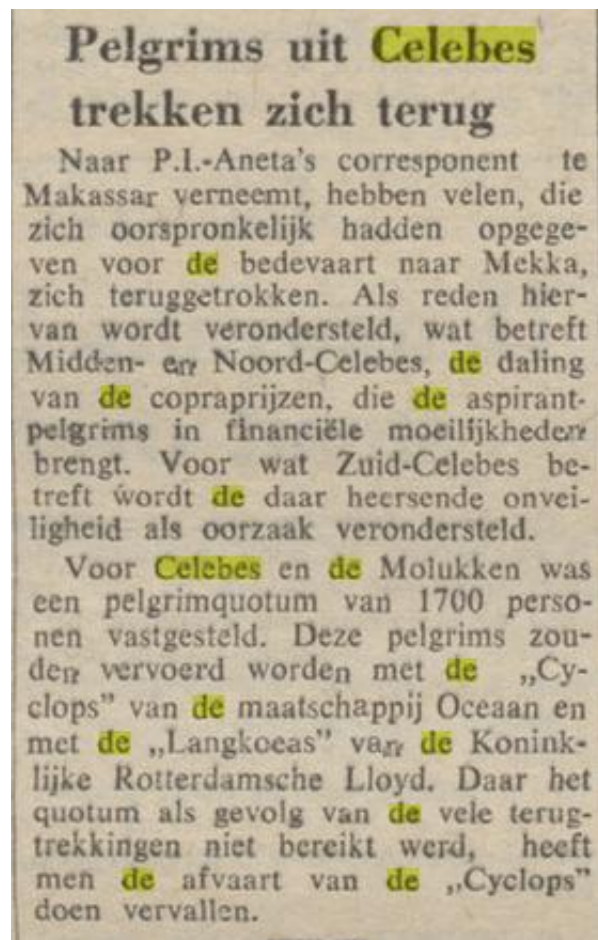 Pelgrims uit Celebes
trekken zich terug
Naar P.I.-Aneta's corresponent te
Makassar verneemt, hebben velen, die
zich oorspronkelijk hadden opgege-
ven voor de bedevaart naar Mekka,
zich teruggetrokken. Als reden hier-
van wordt verondersteld, wat betreft
Midden- en Noord-Celebes, de daling
van de copraprijzen, die de aspirant-
pelgrims in financiële moeilijkheden
brengt. Voor wat Zuid-Celebes be-
treft wordt de daar heersende onvei-
ligheid als oorzaak verondersteld.
Voor Celebes en de Molukken was
een pelgrimquotum van 1700 perso-
nen vastgesteld. Deze pelgrims zou-
den vervoerd worden met de „Cy-
clops" van de maatschappij Oceaan en
met de „Langkoeas" van de Konink-
lijke Rotterdamsche Lloyd. Daar het
quotum als gevolg van de vele terug-
trekkingen niet bereikt werd, heeft
men de afvaart van de „Cyclops"
doen vervallen.